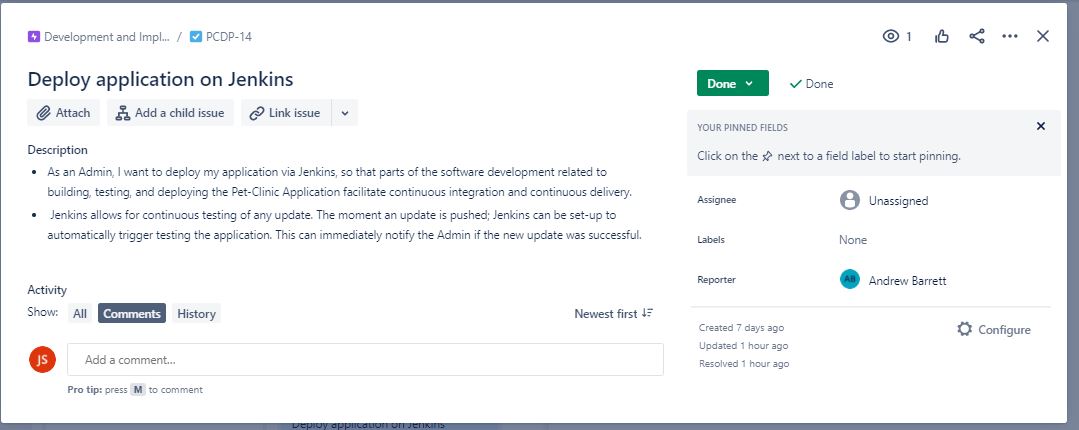 Development and Impl... / PCDP-14
1
Deploy application on Jenkins
Attach
Add a child issue
Link issue
Description
• As an Admin, I want to deploy my application via Jenkins, so that parts of the software development related to
building, testing, and deploying the Pet-Clinic Application facilitate continuous integration and continuous delivery.
• Jenkins allows for continuous testing of any update. The moment an update is pushed; Jenkins can be set-up to
automatically trigger testing the application. This can immediately notify the Admin if the new update was successful.
Activity
Show: All Comments History
Newest first
JS
Add a comment...
Pro tip: press M to comment
Done
Done
YOUR PINNED FIELDS
Click on the next to a field label to start pinning.
Assignee
Unassigned
Labels
None
Reporter
AB
Andrew Barrett
Created 7 days ago
Updated 1 hour ago
Resolved 1 hour ago
Configure
Deploy application on Jenkins